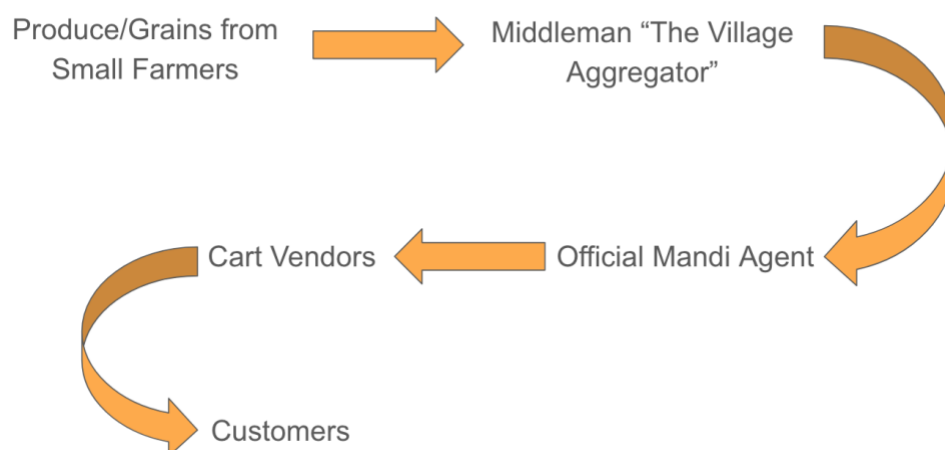 Produce/Grains from
Small Farmers
Middleman “The Village
Aggregator”
Cart Vendors
Official Mandi Agent
Customers